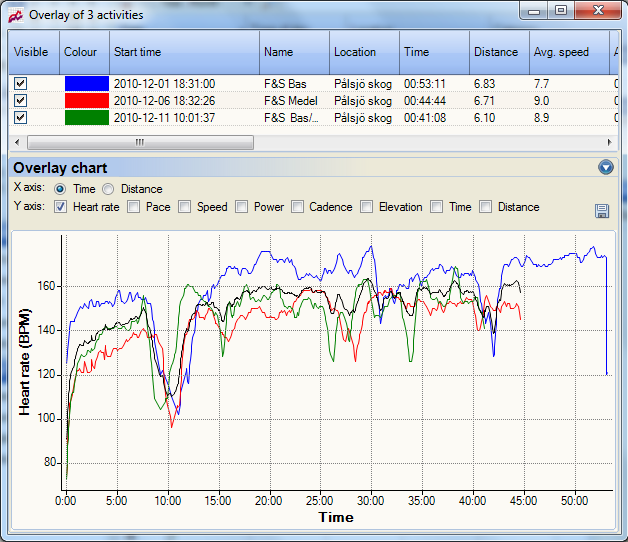 Overlay of 3 activities
Visible Colour Start time Name Location Time Distance Avg. speed
2010-12-01 18:31:00 F&S Bas Pålsjö skog 00:53:11 6.83 7.7
2010-12-06 18:32:26 F&S Medel Pålsjö skog 00:44:44 6.71 9.0
2010-12-11 10:01:37 F&S Bas/... Pålsjö skog 00:41:08 6.10 8.9
Overlay chart
X axis: Time Distance
Y axis: Heart rate Pace Speed Power Cadence Elevation Time Distance
Heart rate (BPM)
160
140
120
100
80
0:00 5:00 10:00 15:00 20:00 25:00 30:00 35:00 40:00 45:00 50:00
Time